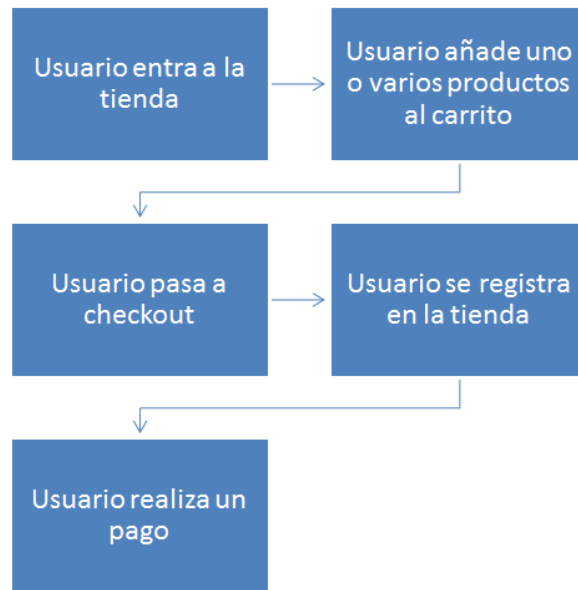 Usuario entra a la
tienda
Usuario añade uno
o varios productos
al carrito
Usuario pasa a
checkout
Usuario se registra
en la tienda
Usuario realiza un
pago